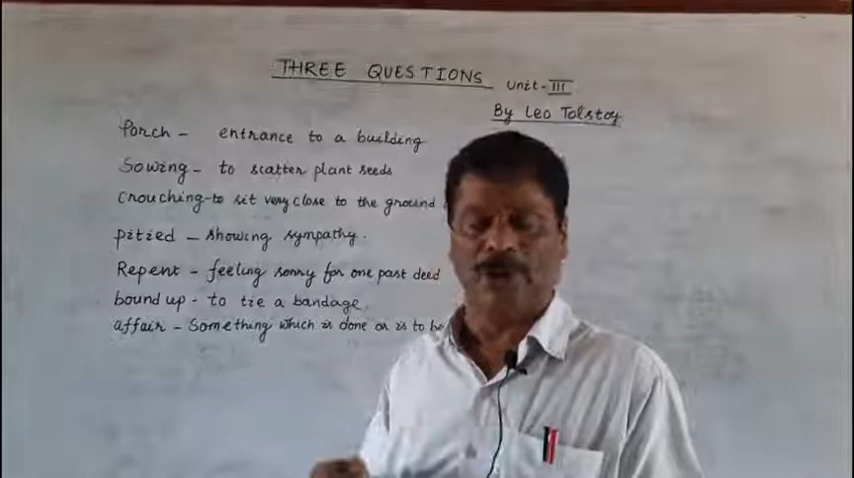 THREE QUESTIONS Unit-III
By Leo Tolstoy
Porch - entrance to a building
Sowing - to scatter plant seeds
Crouching-to sit very close to the ground
Pitied - showing sympathy.
Repent - feeling sorry for one past deed
bound up - to tie a bandage
affair - Something which is done or is to be